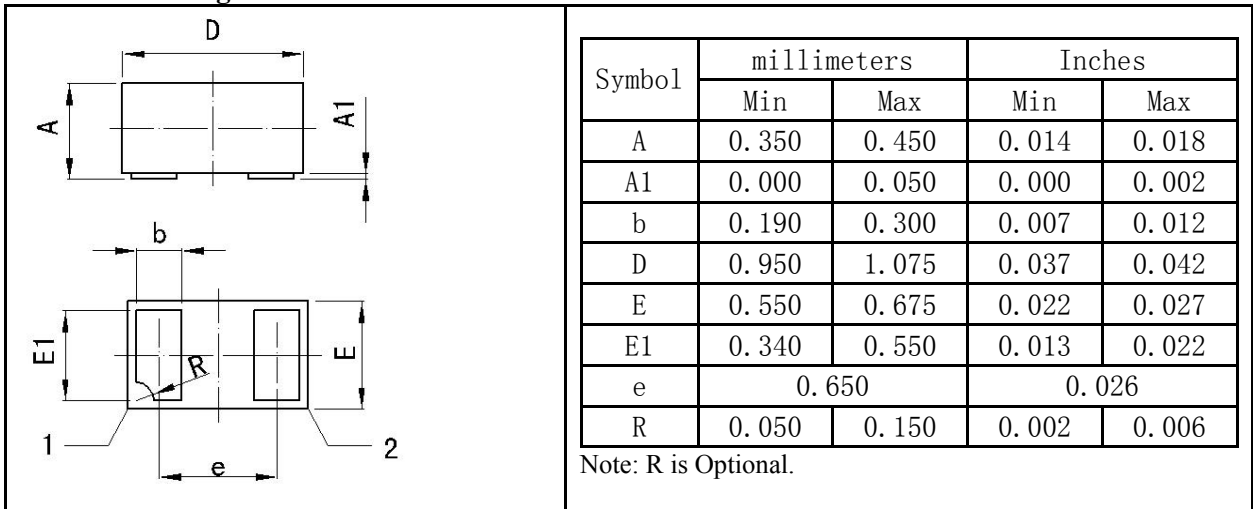 D
A
A1
b
E1
R
E
1
2
e
Symbol millimeters Inches
Min Max Min Max
A 0.350 0.450 0.014 0.018
A1 0.000 0.050 0.000 0.002
b 0.190 0.300 0.007 0.012
D 0.950 1.075 0.037 0.042
E 0.550 0.675 0.022 0.027
E1 0.340 0.550 0.013 0.022
e 0.650 0.026
R 0.050 0.150 0.002 0.006
Note: R is Optional.